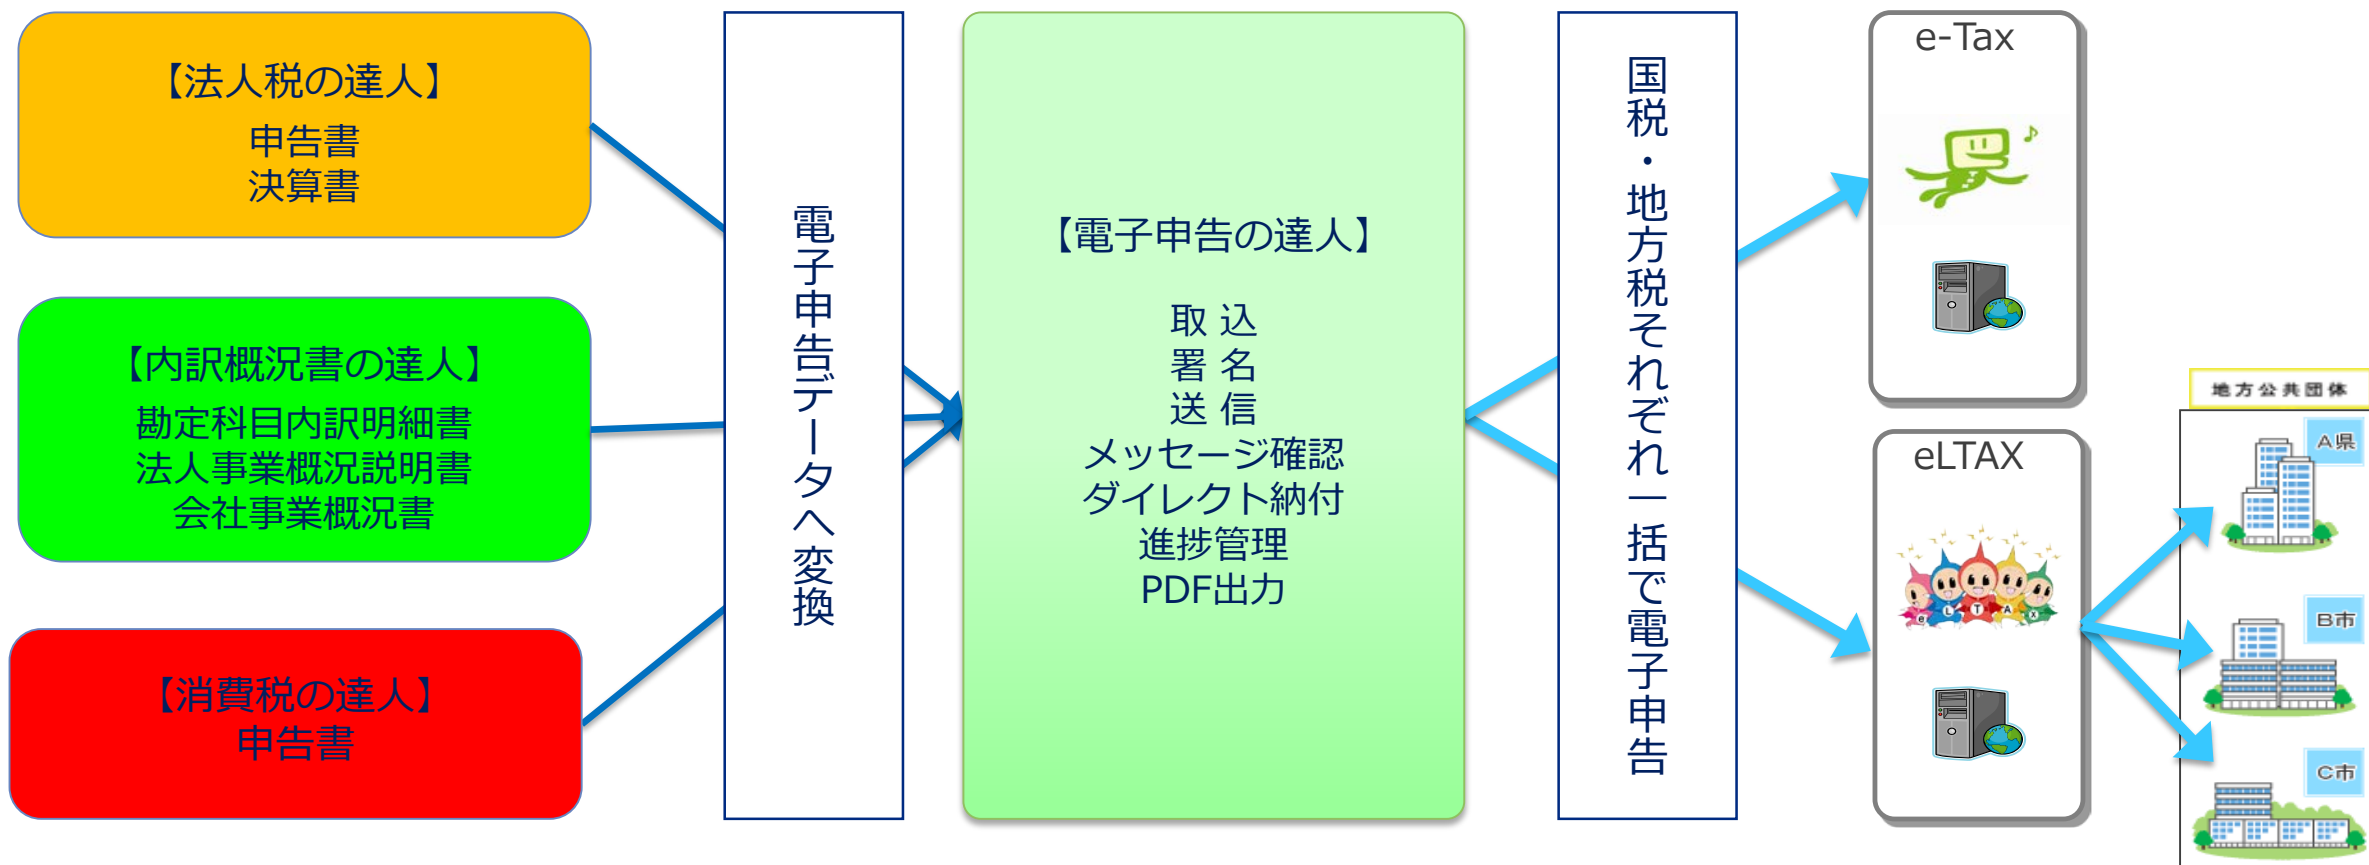 【法人税の達人】
申告書
決算書
【内訳概況書の達人】
勘定科目内訳明細書
法人事業概況説明書
会社事業概況書
【消費税の達人】
申告書
電子申告データへ変換
【電子申告の達人】
取 込
署 名
送 信
メッセージ確認
ダイレクト納付
進捗管理
PDF出力
国税・地方税それぞれ一括で電子申告
e-Tax
eLTAX
e L T A X
地方公共団体
A県
B市
C市